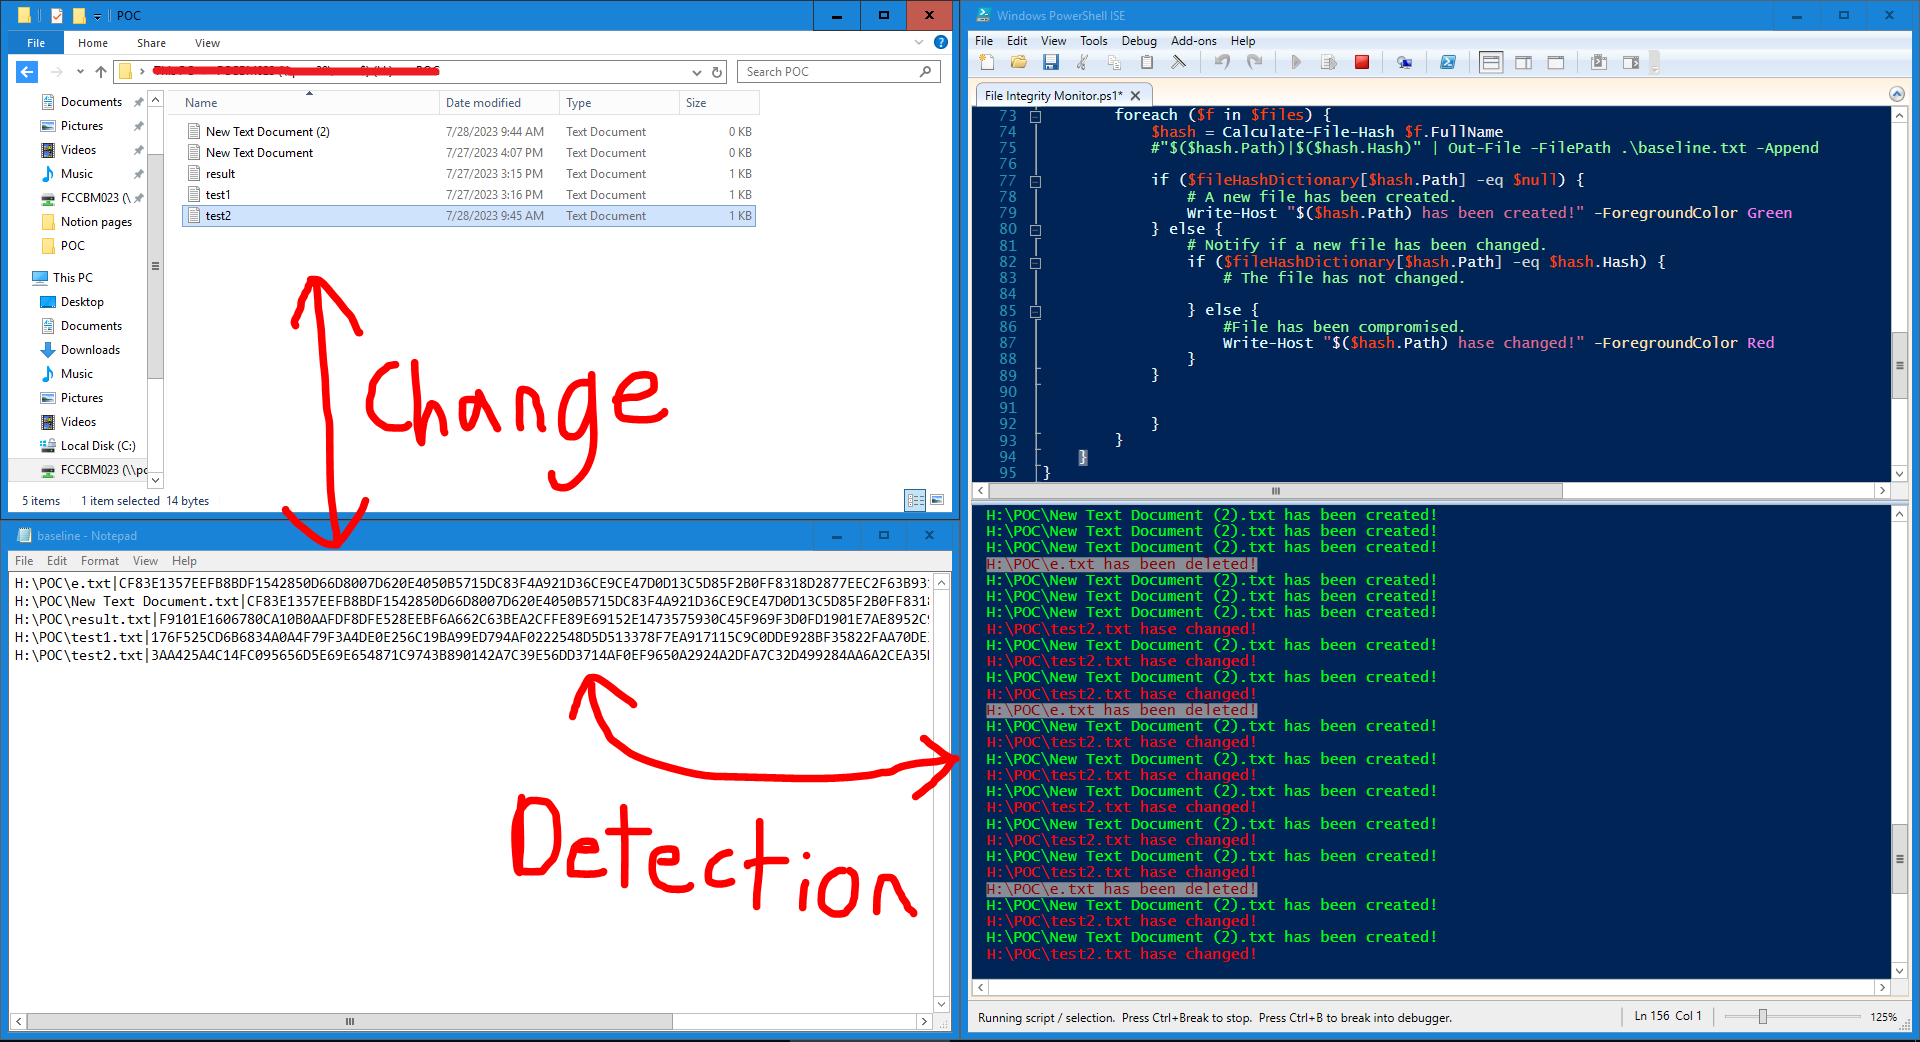 POC
File Home Share View
Search POC
Documents
Pictures
Videos
Music
FCCBM023 (\
Notion pages
POC
This PC
Desktop
Documents
Downloads
Music
Pictures
Videos
Local Disk (C:)
FCCBM023 (\\pc
Name Date modified Type Size
New Text Document (2) 7/28/2023 9:44 AM Text Document 0 KB
New Text Document 7/27/2023 4:07 PM Text Document 0 KB
result 7/27/2023 3:15 PM Text Document 1 KB
test1 7/27/2023 3:16 PM Text Document 1 KB
test2 7/28/2023 9:45 AM Text Document 1 KB
5 items 1 item selected 14 bytes
Change
baseline - Notepad
File Edit Format View Help
H:\POC\e.txt|CF83E1357EEFB8BDF1542850D66D8007D620E4050B5715DC83F4A921D36CE9CE47D0D13C5D85F2B0FF8318D2877EEC2F63B931
H:\POC\New Text Document.txt|CF83E1357EEFB8BDF1542850D66D8007D620E4050B5715DC83F4A921D36CE9CE47D0D13C5D85F2B0FF8318
H:\POC\result.txt|F9101E1606780CA10B0AAFDF8DFE528EEBF6A662C63BEA2CFFE89E69152E1473575930C45F969F3D0FD1901E7AE8952C9
H:\POC\test1.txt|176F525CD6B6834A0A4F79F3A4DE0E256C19BA99ED794AF0222548D5D513378F7EA917115C9C0DDE928BF35822FAA70DE
H:\POC\test2.txt|3AA425A4C14FC095656D5E69E654871C9743B890142A7C39E56DD3714AF0EF9650A2924A2DFA7C32D499284AA6A2CEA35
Detection
Windows PowerShell ISE
File Edit View Tools Debug Add-ons Help
File Integrity Monitor.ps1*
73 foreach ($f in $files) {
74 $hash = Calculate-File-Hash $f.FullName
75 #"$($hash.Path)|$($hash.Hash)" | Out-File -FilePath .\baseline.txt -Append
76
77 if ($fileHashDictionary[$hash.Path] -eq $null) {
78 # A new file has been created.
79 Write-Host "$($hash.Path) has been created!" -ForegroundColor Green
80 } else {
81 # Notify if a new file has been changed.
82 if ($fileHashDictionary[$hash.Path] -eq $hash.Hash) {
83 # The file has not changed.
84
85 } else {
86 #File has been compromised.
87 Write-Host "$($hash.Path) hase changed!" -ForegroundColor Red
88 }
89 }
90
91
92 }
93 }
94 }
95 }
H:\POC\New Text Document (2).txt has been created!
H:\POC\New Text Document (2).txt has been created!
H:\POC\New Text Document (2).txt has been created!
H:\POC\e.txt has been deleted!
H:\POC\New Text Document (2).txt has been created!
H:\POC\New Text Document (2).txt has been created!
H:\POC\New Text Document (2).txt has been created!
H:\POC\test2.txt hase changed!
H:\POC\New Text Document (2).txt has been created!
H:\POC\test2.txt hase changed!
H:\POC\New Text Document (2).txt has been created!
H:\POC\test2.txt hase changed!
H:\POC\e.txt has been deleted!
H:\POC\New Text Document (2).txt has been created!
H:\POC\test2.txt hase changed!
H:\POC\New Text Document (2).txt has been created!
H:\POC\test2.txt hase changed!
H:\POC\New Text Document (2).txt has been created!
H:\POC\test2.txt hase changed!
H:\POC\New Text Document (2).txt has been created!
H:\POC\test2.txt hase changed!
H:\POC\New Text Document (2).txt has been created!
H:\POC\test2.txt hase changed!
H:\POC\e.txt has been deleted!
H:\POC\New Text Document (2).txt has been created!
H:\POC\test2.txt hase changed!
H:\POC\New Text Document (2).txt has been created!
H:\POC\test2.txt hase changed!
Running script / selection. Press Ctrl+Break to stop. Press Ctrl+B to break into debugger.
Ln 156 Col 1 125%